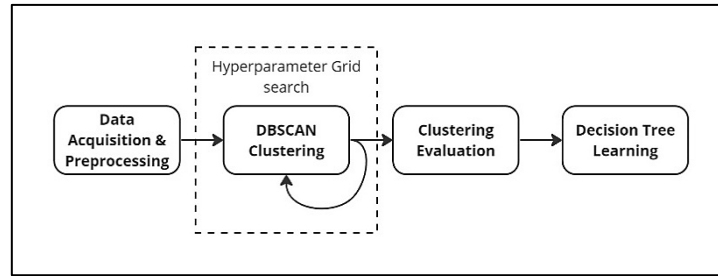 Hyperparameter Grid
search
Data
Acquisition &
Preprocessing
DBSCAN
Clustering
Clustering
Evaluation
Decision Tree
Learning